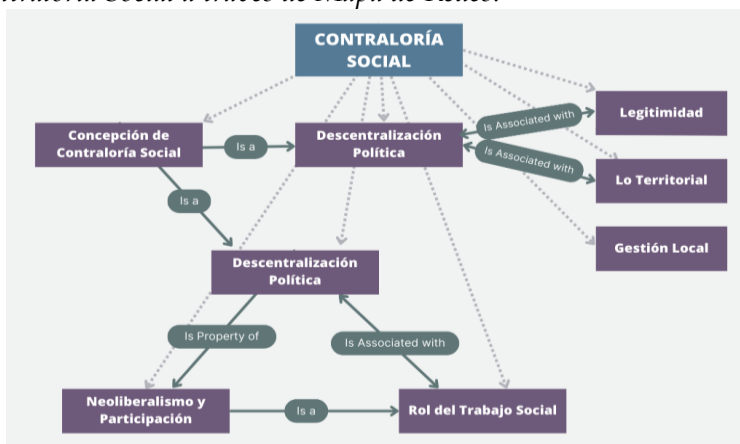 Contraloría Social a través de Mapa de Redes.
CONTRALORÍA
SOCIAL
Legitimidad
Is Associated with
Concepción de
Contraloría Social
Is a
Descentralización
Política
Is Associated with
Lo Territorial
Is a
Gestión Local
Descentralización
Política
Is Property of
Is Associated with
Neoliberalismo y
Participación
Is a
Rol del Trabajo Social